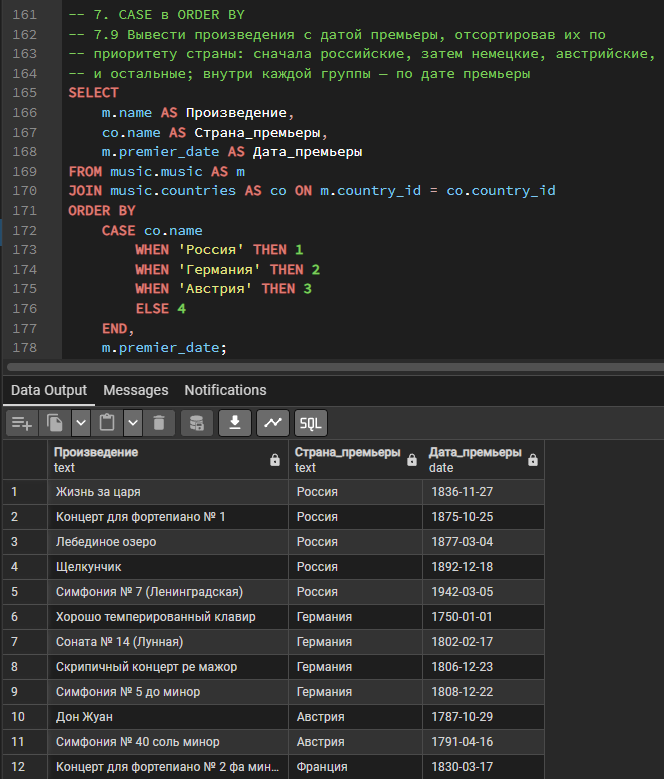 161 -- 7. CASE в ORDER BY
162 -- 7.9 Вывести произведения с датой премьеры, отсортировав их по
163 -- приоритету страны: сначала российские, затем немецкие, австрийские,
164 -- и остальные; внутри каждой группы — по дате премьеры
165 SELECT
166 m.name AS Произведение,
167 co.name AS Страна_премьеры,
168 m.premier_date AS Дата_премьеры
169 FROM music.music AS m
170 JOIN music.countries AS co ON m.country_id = co.country_id
171 ORDER BY
172 CASE co.name
173 WHEN 'Россия' THEN 1
174 WHEN 'Германия' THEN 2
175 WHEN 'Австрия' THEN 3
176 ELSE 4
177 END,
178 m.premier_date;
Data Output Messages Notifications
SQL
Произведение Страна_премьеры Дата_премьеры
text text date
1 Жизнь за царя Россия 1836-11-27
2 Концерт для фортепиано № 1 Россия 1875-10-25
3 Лебединое озеро Россия 1877-03-04
4 Щелкунчик Россия 1892-12-18
5 Симфония № 7 (Ленинградская) Россия 1942-03-05
6 Хорошо темперированный клавир Германия 1750-01-01
7 Соната № 14 (Лунная) Германия 1802-02-17
8 Скрипичный концерт ре мажор Германия 1806-12-23
9 Симфония № 5 до минор Германия 1808-12-22
10 Дон Жуан Австрия 1787-10-29
11 Симфония № 40 соль минор Австрия 1791-04-16
12 Концерт для фортепиано № 2 фа мин... Франция 1830-03-17